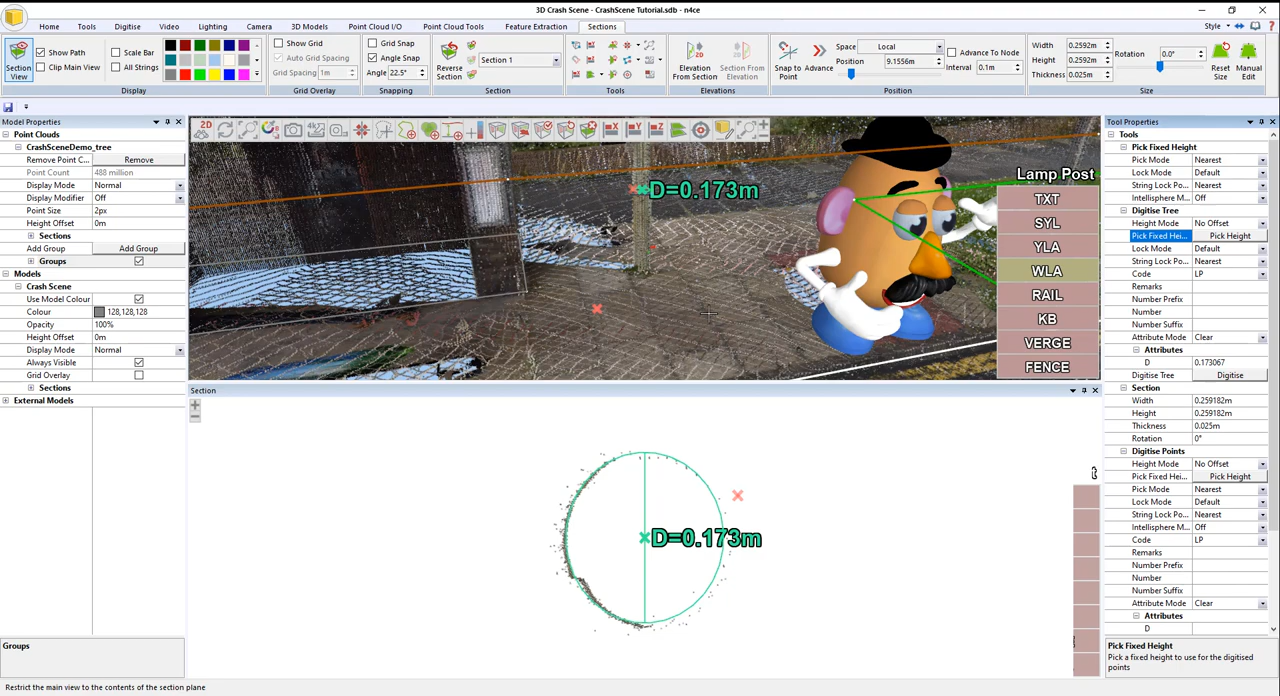 3D Crash Scene - CrashScene Tutorial.sdb - n4ce
Home Tools Digitise Video Lighting Camera 3D Models Point Cloud I/O Point Cloud Tools Feature Extraction Sections Style
Section View
Show Path
Clip Main View
Scale Bar
All Strings
Display
Show Grid
Auto Grid Spacing
Grid Spacing 1m
Grid Overlay
Grid Snap
Angle Snap
Angle 22.5°
Snapping
Reverse Section
Section 1
Section
Tools
Elevation From Section
Section From Elevation
Elevations
Snap to Point
Advance
Space Local
Position 9.1556m
Advance To Node
Interval 0.1m
Position
Width 0.2592m
Height 0.2592m
Thickness 0.025m
Rotation 0.0°
Reset Size
Manual Edit
Size
Model Properties
Point Clouds
CrashSceneDemo_tree
Remove Point C... Remove
Point Count 488 million
Display Mode Normal
Display Modifier Off
Point Size 2px
Height Offset 0m
Sections
Add Group Add Group
Groups
Models
Crash Scene
Use Model Colour
Colour 128,128,128
Opacity 100%
Height Offset 0m
Display Mode Normal
Always Visible
Grid Overlay
Sections
External Models
Groups
2D
4k
X Y Z
D=0.173m
Lamp Post
TXT
SYL
YLA
WLA
RAIL
KB
VERGE
FENCE
Section
D=0.173m
Tool Properties
Tools
Pick Fixed Height
Pick Mode Nearest
Lock Mode Default
String Lock Po... Nearest
Intellisphere M... Off
Digitise Tree
Height Mode No Offset
Pick Fixed Hei... Pick Height
Lock Mode Default
String Lock Po... Nearest
Code LP
Remarks
Number Prefix
Number
Number Suffix
Attribute Mode Clear
Attributes
D 0.173067
Digitise Tree Digitise
Section
Width 0.259182m
Height 0.259182m
Thickness 0.025m
Rotation 0°
Digitise Points
Height Mode No Offset
Pick Fixed Hei... Pick Height
Pick Mode Nearest
Lock Mode Default
String Lock Po... Nearest
Intellisphere M... Off
Code LP
Remarks
Number Prefix
Number
Number Suffix
Attribute Mode Clear
Attributes
D
Pick Fixed Height
Pick a fixed height to use for the digitised
points
Restrict the main view to the contents of the section plane